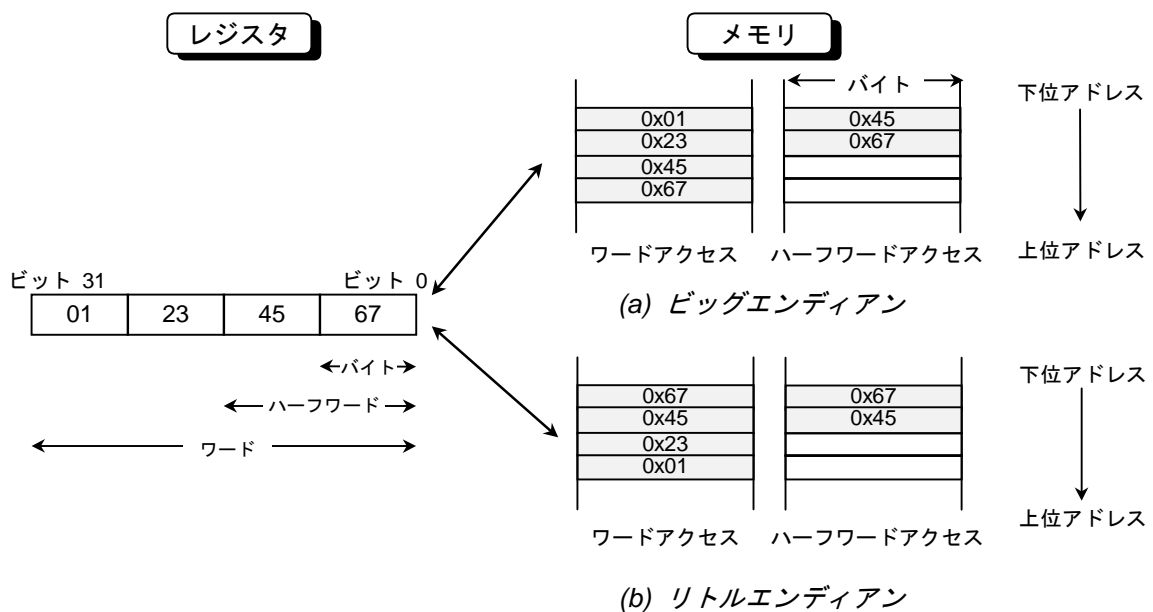 レジスタ
メモリ
バイト
0x01
0x23
0x45
0x67
0x45
0x67
下位アドレス
上位アドレス
ワードアクセス
ハーフワードアクセス
(a) ビッグエンディアン
ビット 31
ビット 0
01 23 45 67
バイト
ハーフワード
ワード
0x67
0x45
0x23
0x01
0x67
0x45
下位アドレス
上位アドレス
ワードアクセス
ハーフワードアクセス
(b) リトルエンディアン